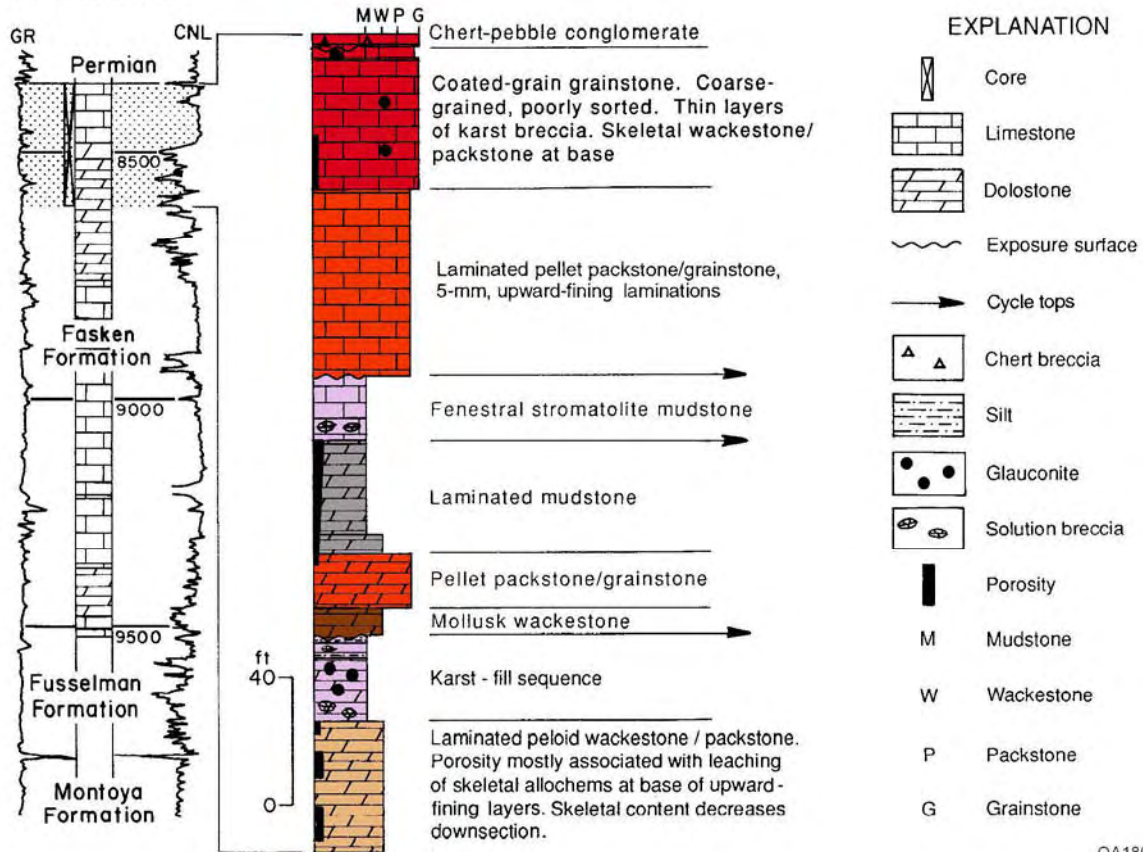 GR
CNL
Permian
8500
Fasken
Formation
9000
9500
Fusselman
Formation
Montoya
Formation
M W P G
ft
40
0
Chert-pebble conglomerate
Coated-grain grainstone. Coarse-
grained, poorly sorted. Thin layers
of karst breccia. Skeletal wackestone/
packstone at base
Laminated pellet packstone/grainstone,
5-mm, upward-fining laminations
Fenestral stromatolite mudstone
Laminated mudstone
Pellet packstone/grainstone
Mollusk wackestone
Karst - fill sequence
Laminated peloid wackestone / packstone.
Porosity mostly associated with leaching
of skeletal allochems at base of upward-
fining layers. Skeletal content decreases
downsection.
EXPLANATION
Core
Limestone
Dolostone
Exposure surface
Cycle tops
Chert breccia
Silt
Glauconite
Solution breccia
Porosity
M Mudstone
W Wackestone
P Packstone
G Grainstone